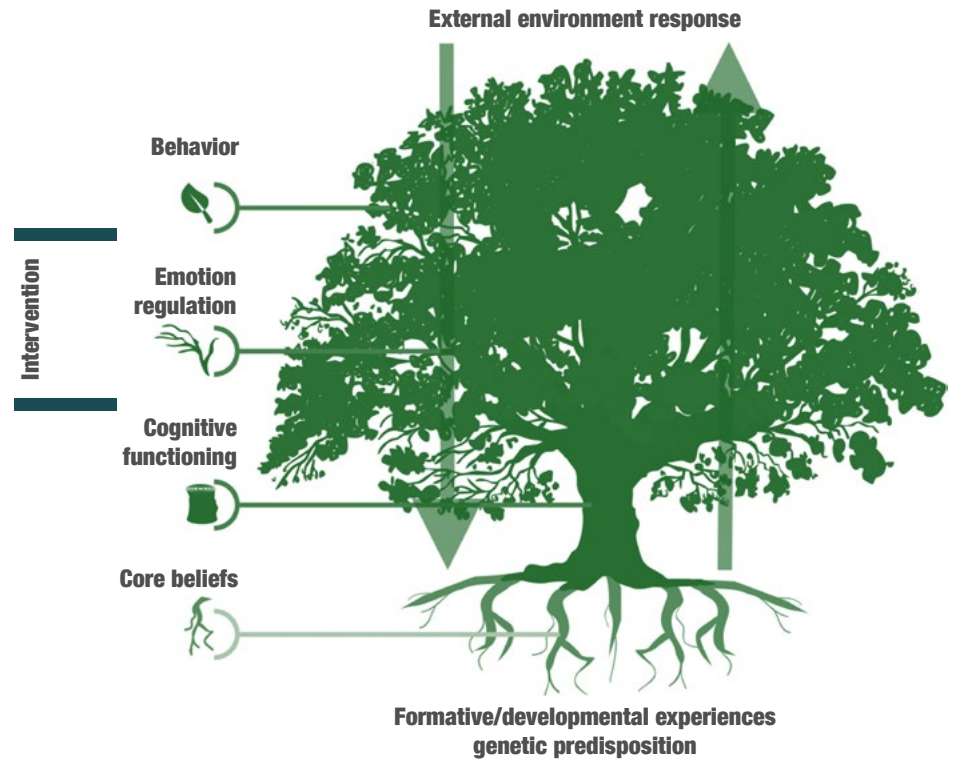 External environment response
Behavior
Intervention
Emotion
regulation
Cognitive
functioning
Core beliefs
Formative/developmental experiences
genetic predisposition